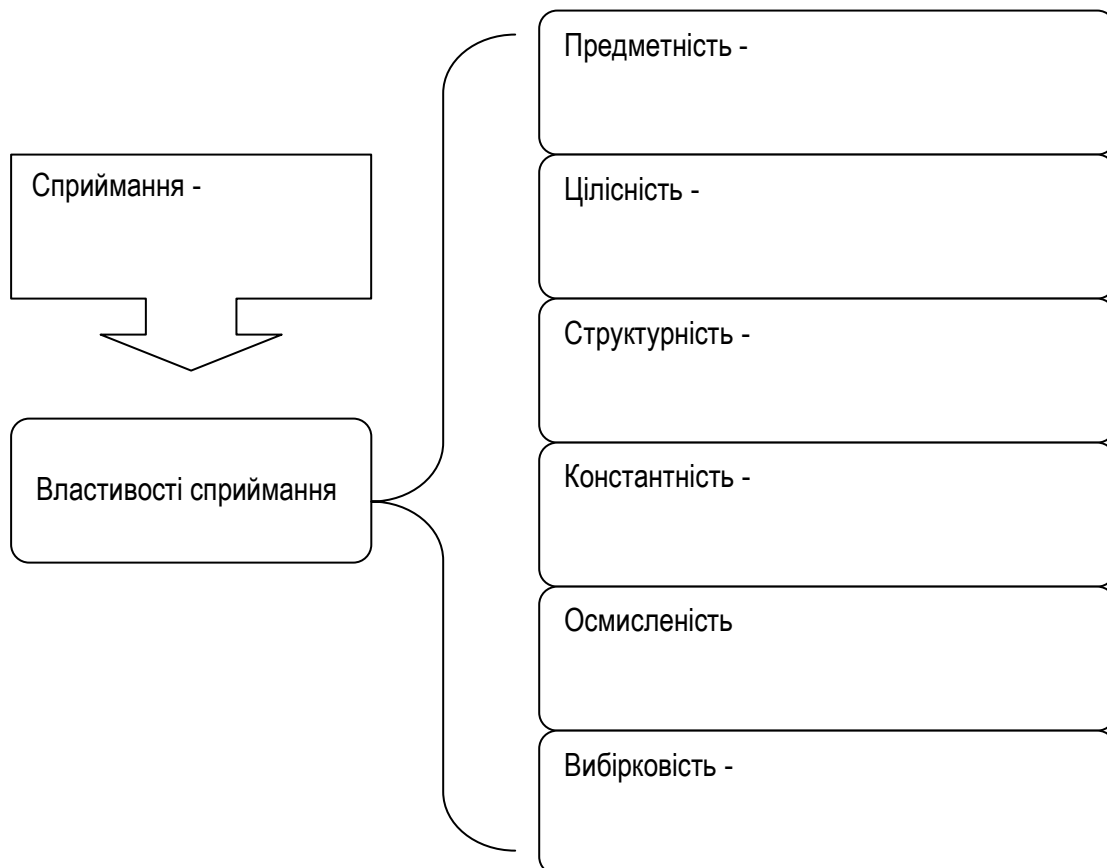 Сприймання -
Властивості сприймання
Предметність -
Цілісність -
Структурність -
Константність -
Осмисленість
Вибірковість -